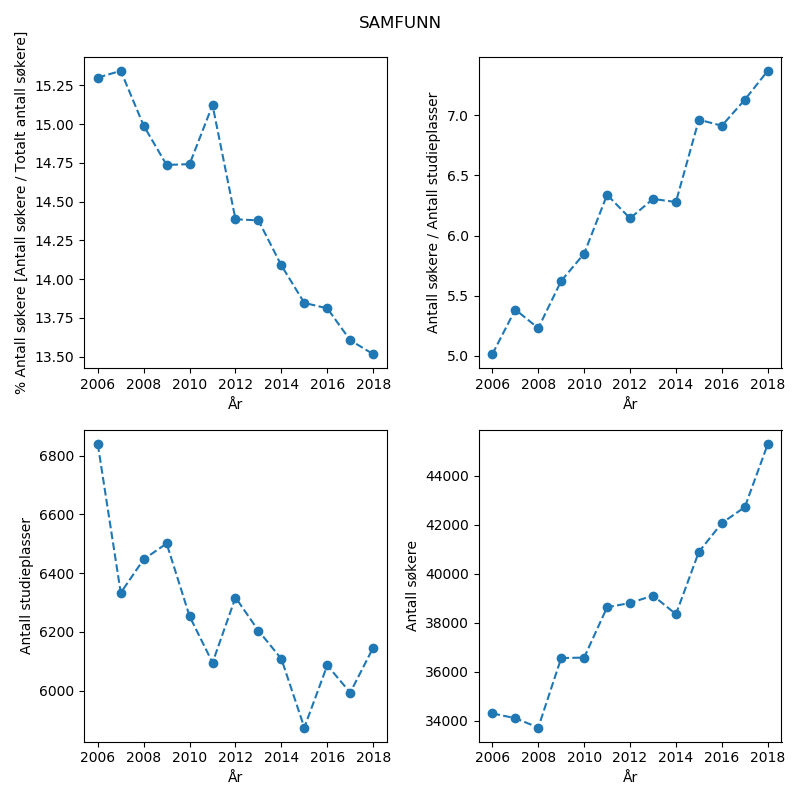 SAMFUNN
% Antall søkere [Antall søkere / Totalt antall søkere]
15.25
15.00
14.75
14.50
14.25
14.00
13.75
13.50
2006 2008 2010 2012 2014 2016 2018
År
Antall søkere / Antall studieplasser
7.0
6.5
6.0
5.5
5.0
2006 2008 2010 2012 2014 2016 2018
År
Antall studieplasser
6800
6600
6400
6200
6000
2006 2008 2010 2012 2014 2016 2018
År
Antall søkere
44000
42000
40000
38000
36000
34000
2006 2008 2010 2012 2014 2016 2018
År